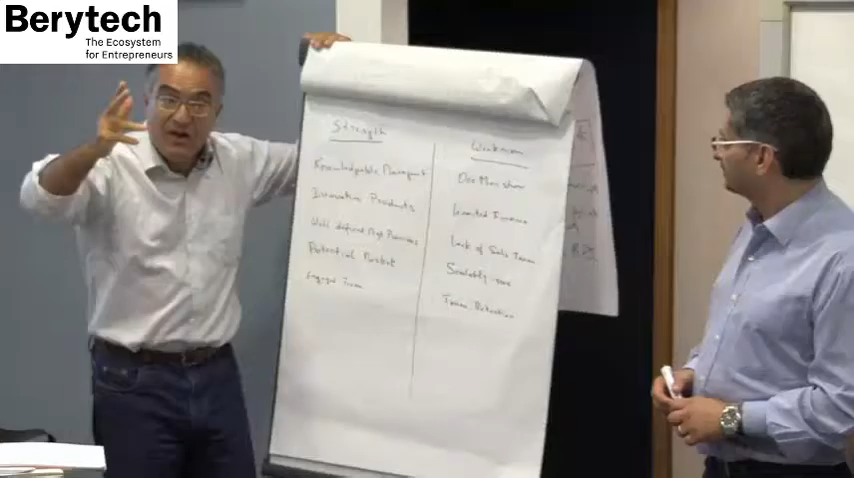 Berytech
The Ecosystem
for Entrepreneurs
Strength
Weakness
Knowledgeable Management
One Man show
Innovative Products
Limited Finance
Well defined Mgt Processes
Lack of Sales Team
Potential Market
Scalability
Engaged Team
Team Retention